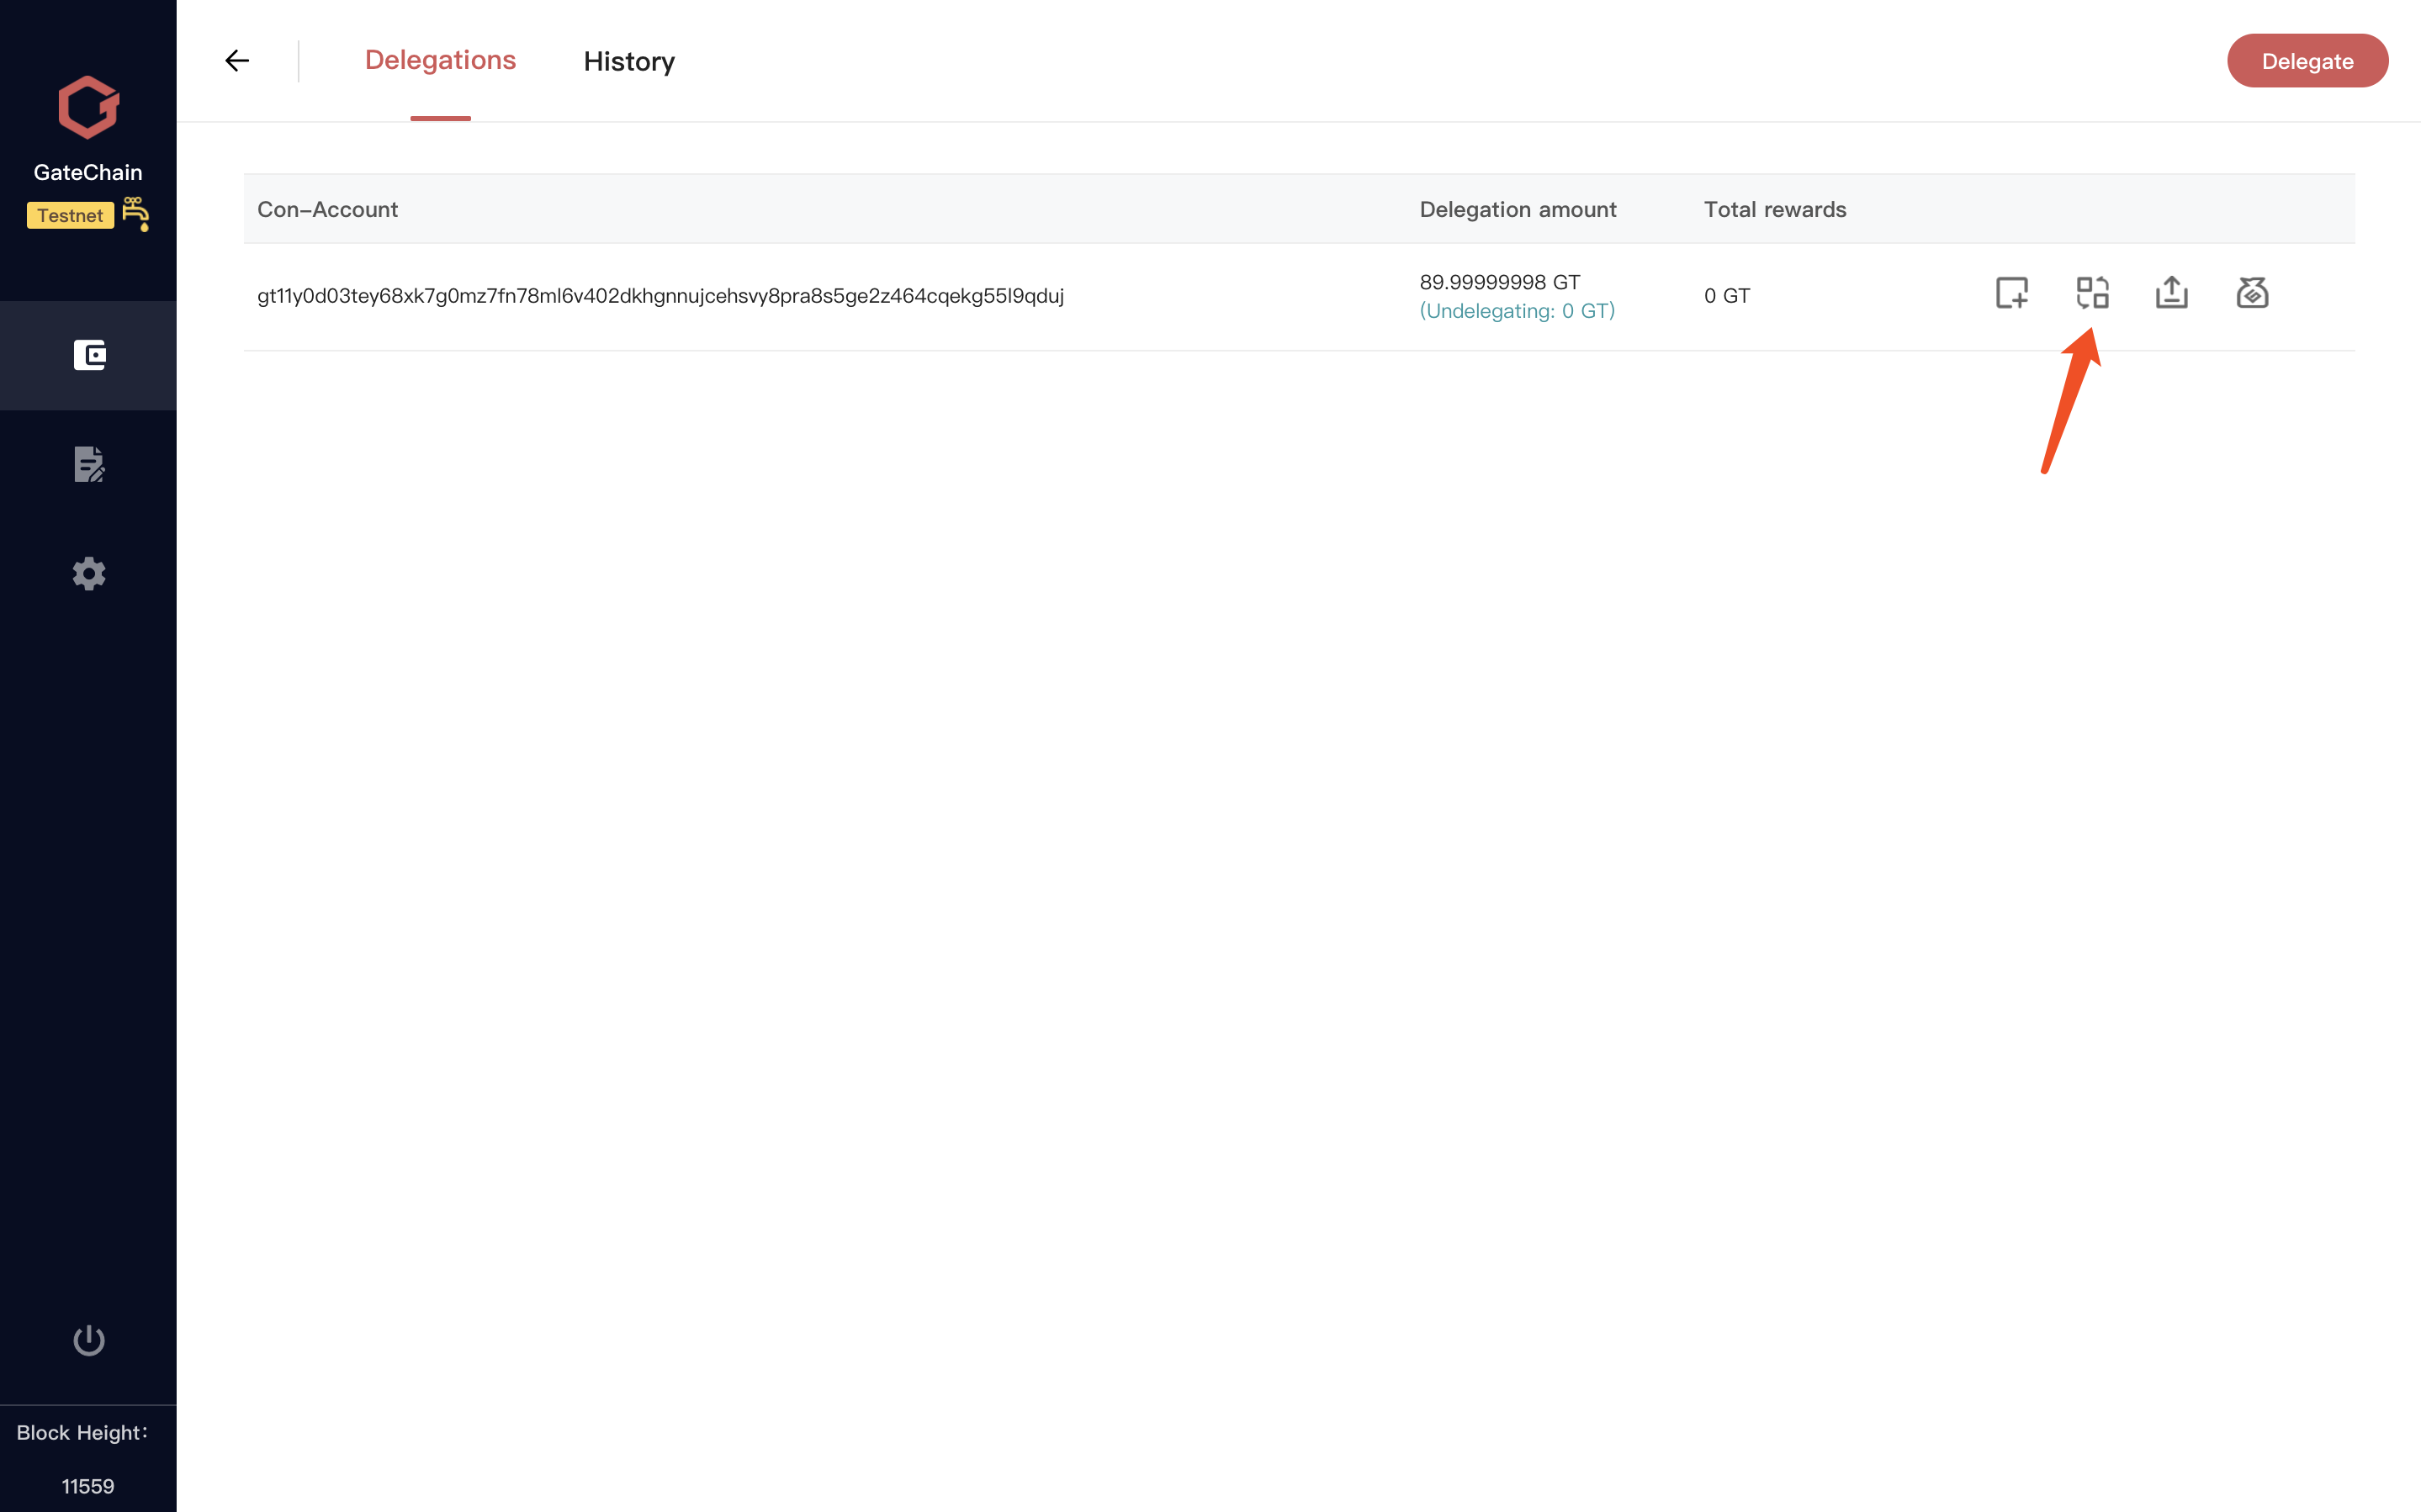 GateChain
Testnet
Block Height:
11559
Delegations
History
Delegate
Con-Account
Delegation amount
Total rewards
gt11y0d03tey68xk7g0mz7fn78ml6v402dkhgnnujcehsvy8pra8s5ge2z464cqekg55l9qduj
89.99999998 GT
(Undelegating: 0 GT)
0 GT